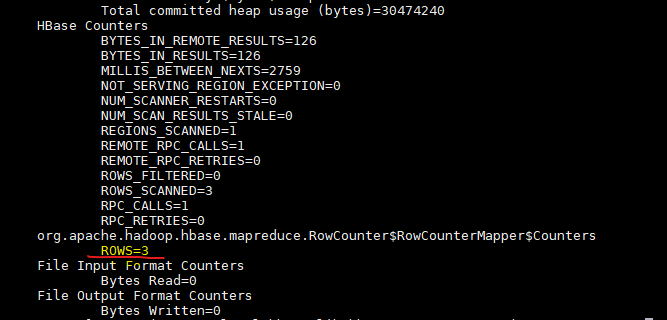 Total committed heap usage (bytes)=30474240
HBase Counters
BYTES_IN_REMOTE_RESULTS=126
BYTES_IN_RESULTS=126
MILLIS_BETWEEN_NEXTS=2759
NOT_SERVING_REGION_EXCEPTION=0
NUM_SCANNER_RESTARTS=0
NUM_SCAN_RESULTS_STALE=0
REGIONS_SCANNED=1
REMOTE_RPC_CALLS=1
REMOTE_RPC_RETRIES=0
ROWS_FILTERED=0
ROWS_SCANNED=3
RPC_CALLS=1
RPC_RETRIES=0
org.apache.hadoop.hbase.mapreduce.RowCounter$RowCounterMapper$Counters
ROWS=3
File Input Format Counters
Bytes Read=0
File Output Format Counters
Bytes Written=0